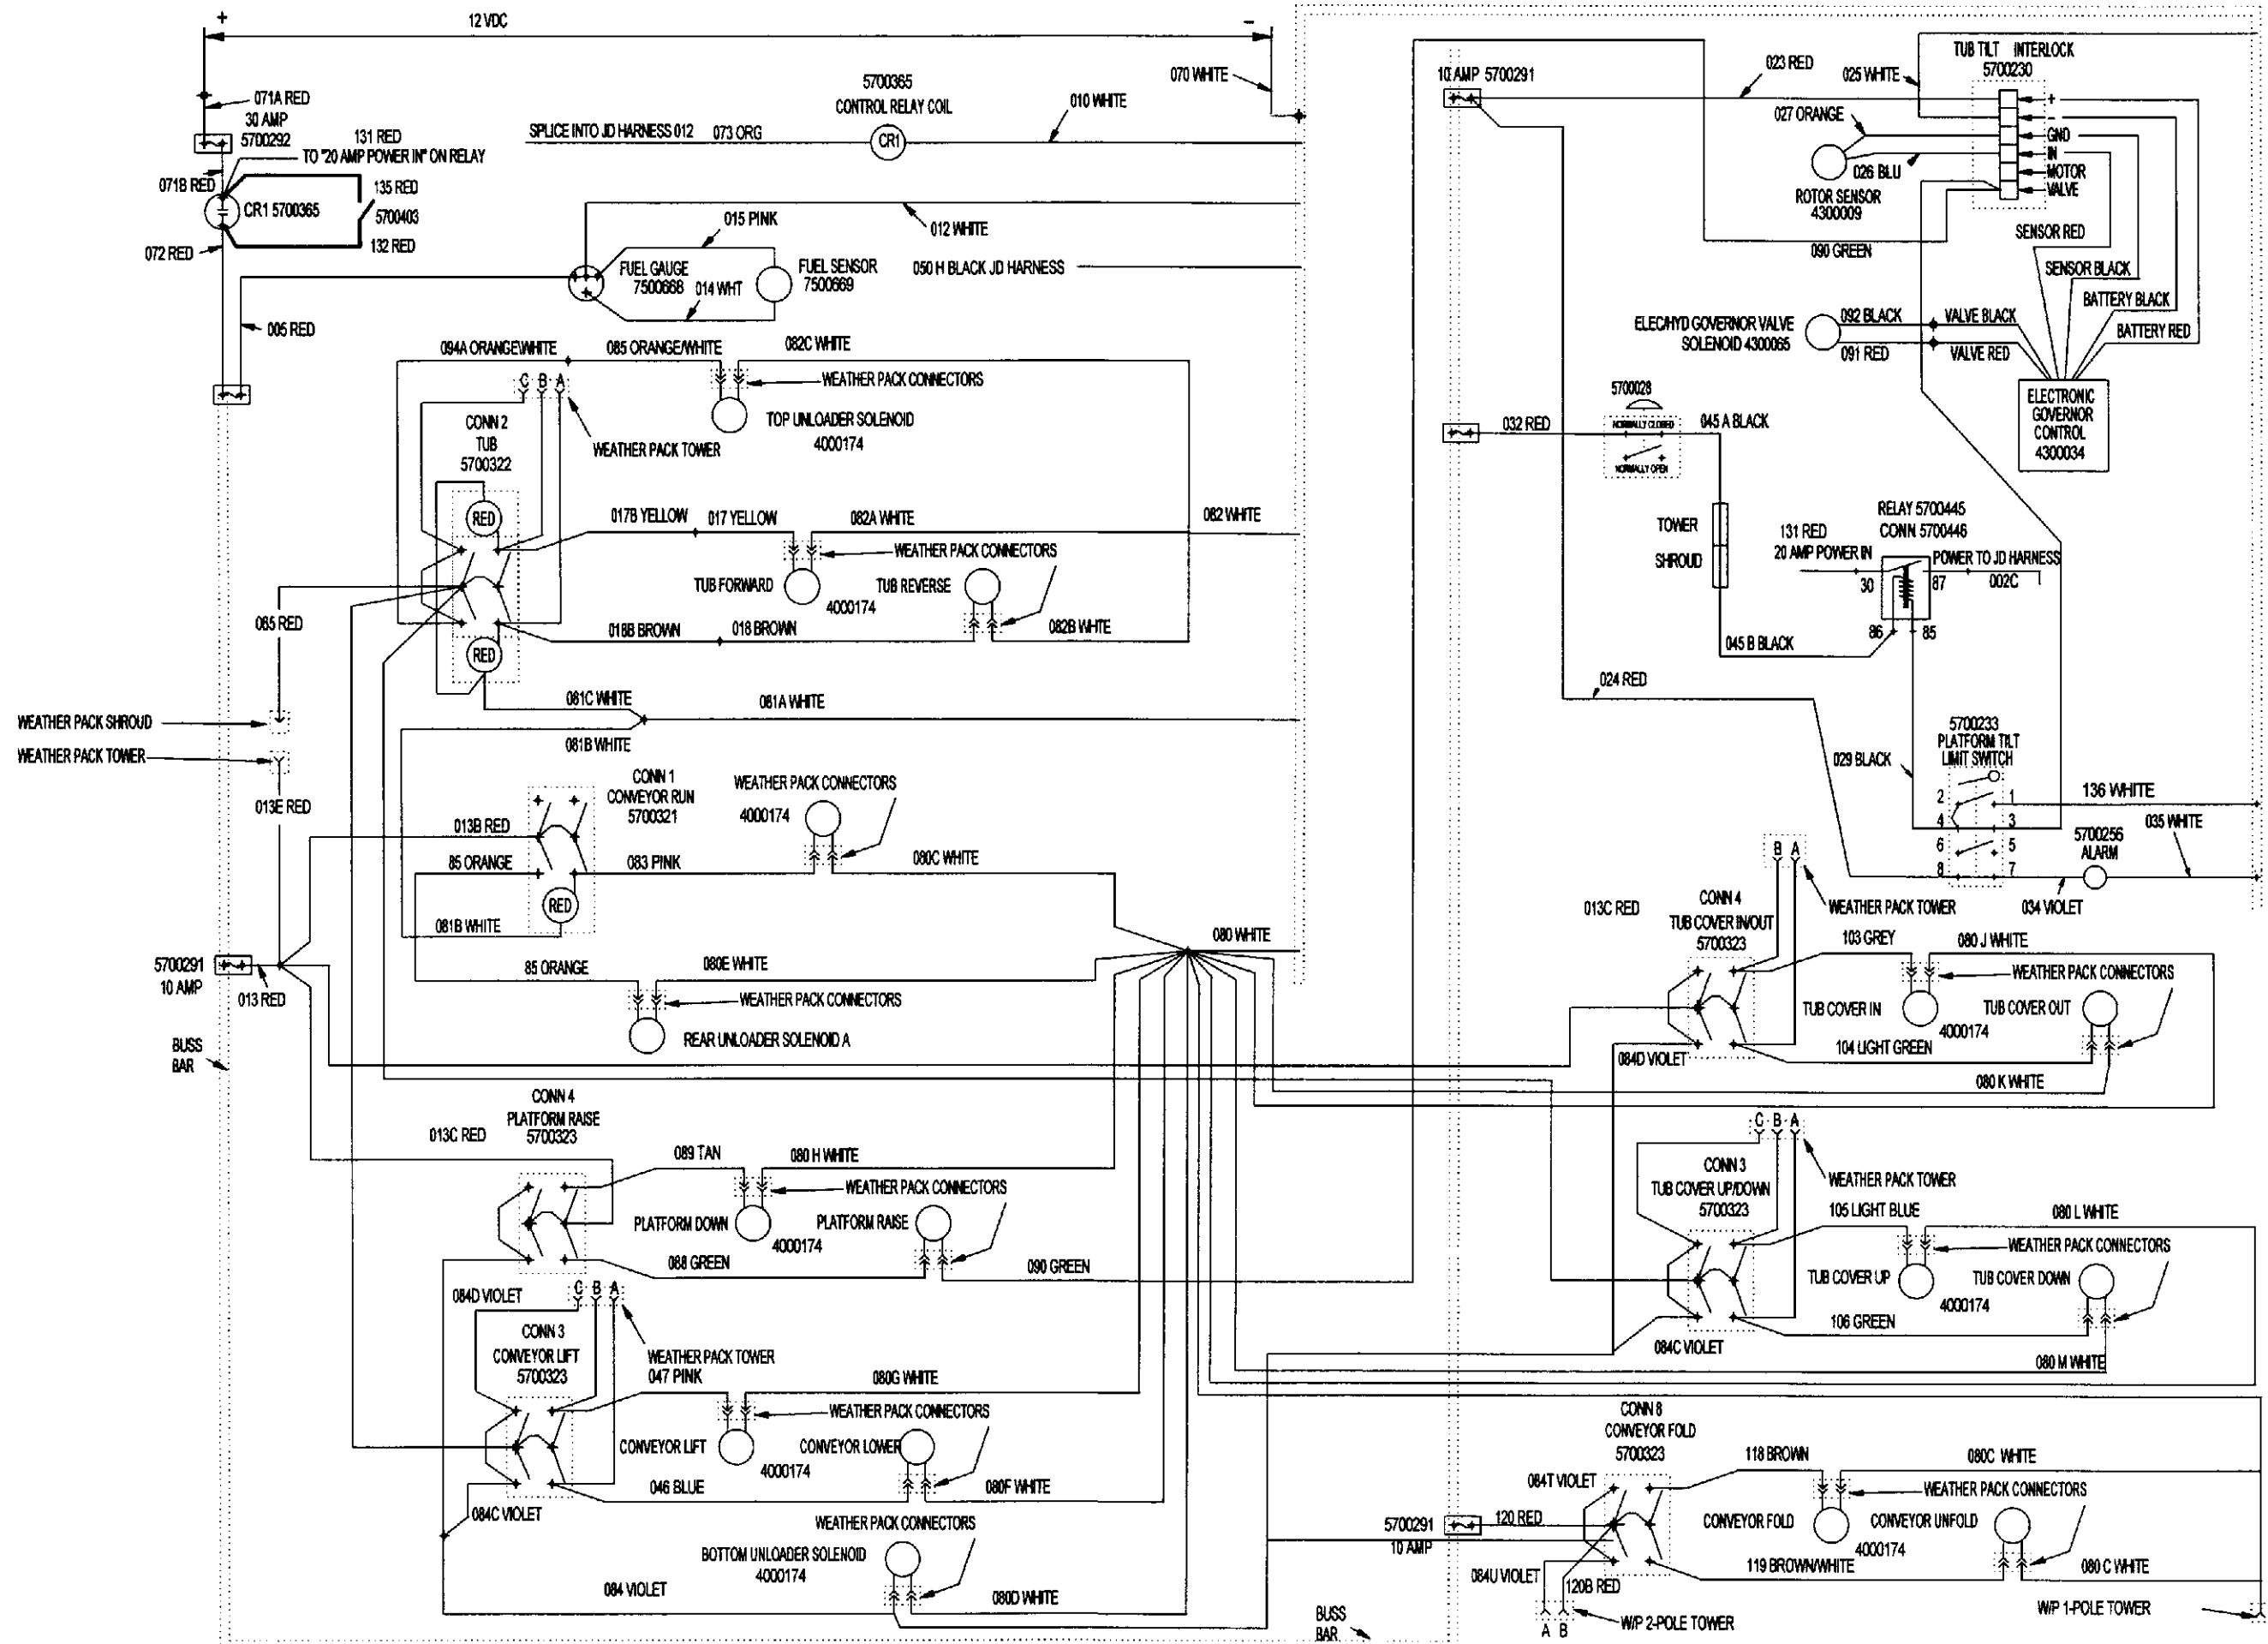 +
12 VDC
–
071A RED
30 AMP
5700292
131 RED
TO "20 AMP POWER IN" ON RELAY
071B RED
135 RED
CR1 5700365
5700403
132 RED
072 RED
005 RED
5700365
CONTROL RELAY COIL
070 WHITE
010 WHITE
SPLICE INTO JD HARNESS 012
073 ORG
CR1
015 PINK
012 WHITE
FUEL GAUGE
7500668
014 WHT
FUEL SENSOR
7500669
050 H BLACK JD HARNESS
094A ORANGE\WHITE
085 ORANGE/WHITE
082C WHITE
C B A
WEATHER PACK CONNECTORS
CONN 2
TUB
5700322
TOP UNLOADER SOLENOID
4000174
WEATHER PACK TOWER
RED
017B YELLOW
017 YELLOW
082A WHITE
082 WHITE
WEATHER PACK CONNECTORS
TUB FORWARD
4000174
TUB REVERSE
085 RED
018B BROWN
018 BROWN
082B WHTE
RED
081C WHITE
081A WHITE
081B WHITE
WEATHER PACK SHROUD
WEATHER PACK TOWER
013E RED
CONN 1
CONVEYOR RUN
5700321
WEATHER PACK CONNECTORS
4000174
013B RED
85 ORANGE
083 PINK
080C WHITE
RED
081B WHITE
080 WHITE
5700291
10 AMP
013 RED
85 ORANGE
080E WHITE
WEATHER PACK CONNECTORS
REAR UNLOADER SOLENOID A
BUSS
BAR
CONN 4
PLATFORM RAISE
5700323
013C RED
089 TAN
080 H WHITE
WEATHER PACK CONNECTORS
PLATFORM DOWN
4000174
PLATFORM RAISE
088 GREEN
090 GREEN
084D VIOLET
C B A
CONN 3
CONVEYOR LIFT
5700323
WEATHER PACK TOWER
047 PINK
080G WHITE
WEATHER PACK CONNECTORS
CONVEYOR LIFT
4000174
CONVEYOR LOWER
046 BLUE
080F WHITE
084C VIOLET
WEATHER PACK CONNECTORS
BOTTOM UNLOADER SOLENOID
4000174
084 VIOLET
080D WHITE
10 AMP 5700291
023 RED
025 WHITE
TUB TILT INTERLOCK
5700230
+
–
GND
IN
MOTOR
VALVE
027 ORANGE
026 BLU
ROTOR SENSOR
4300009
090 GREEN
SENSOR RED
SENSOR BLACK
BATTERY BLACK
BATTERY RED
ELEC/HYD GOVERNOR VALVE
SOLENOID 4300065
092 BLACK
VALVE BLACK
091 RED
VALVE RED
ELECTRONIC
GOVERNOR
CONTROL
4300034
5700028
032 RED
NORMALLY CLOSED
045 A BLACK
NORMALLY OPEN
TOWER
SHROUD
RELAY 5700445
CONN 5700446
131 RED
20 AMP POWER IN
POWER TO JD HARNESS
30
87
002C
86
85
045 B BLACK
024 RED
5700233
PLATFORM TILT
LIMIT SWITCH
029 BLACK
2 1
4 3
6 5
8 7
136 WHITE
035 WHITE
5700256
ALARM
034 VIOLET
B A
013C RED
CONN 4
TUB COVER IN/OUT
5700323
WEATHER PACK TOWER
103 GREY
080 J WHITE
WEATHER PACK CONNECTORS
TUB COVER IN
4000174
TUB COVER OUT
104 LIGHT GREEN
084D VIOLET
080 K WHITE
C B A
CONN 3
TUB COVER UP/DOWN
5700323
WEATHER PACK TOWER
105 LIGHT BLUE
080 L WHITE
WEATHER PACK CONNECTORS
TUB COVER UP
4000174
TUB COVER DOWN
106 GREEN
084C VIOLET
080 M WHITE
CONN 8
CONVEYOR FOLD
5700323
118 BROWN
080C WHITE
084T VIOLET
WEATHER PACK CONNECTORS
5700291
10 AMP
120 RED
CONVEYOR FOLD
4000174
CONVEYOR UNFOLD
119 BROWN/WHITE
080 C WHITE
084U VIOLET
120B RED
A B
W/P 2-POLE TOWER
W/P 1-POLE TOWER
BUSS
BAR